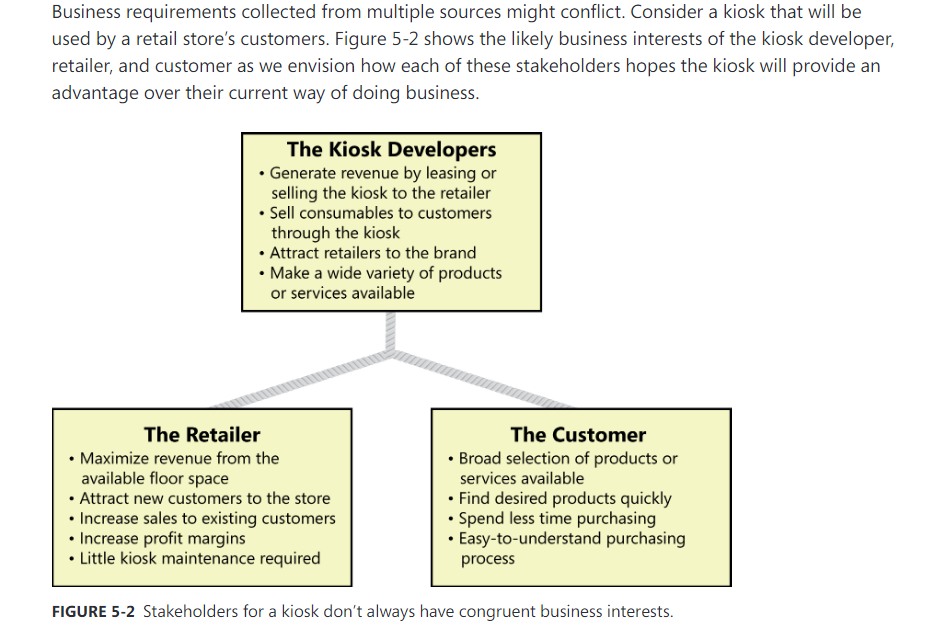 Business requirements collected from multiple sources might conflict. Consider a kiosk that will be
used by a retail store’s customers. Figure 5-2 shows the likely business interests of the kiosk developer,
retailer, and customer as we envision how each of these stakeholders hopes the kiosk will provide an
advantage over their current way of doing business.
The Kiosk Developers
• Generate revenue by leasing or
selling the kiosk to the retailer
• Sell consumables to customers
through the kiosk
• Attract retailers to the brand
• Make a wide variety of products
or services available
The Retailer
• Maximize revenue from the
available floor space
• Attract new customers to the store
• Increase sales to existing customers
• Increase profit margins
• Little kiosk maintenance required
The Customer
• Broad selection of products or
services available
• Find desired products quickly
• Spend less time purchasing
• Easy-to-understand purchasing
process
FIGURE 5-2 Stakeholders for a kiosk don’t always have congruent business interests.